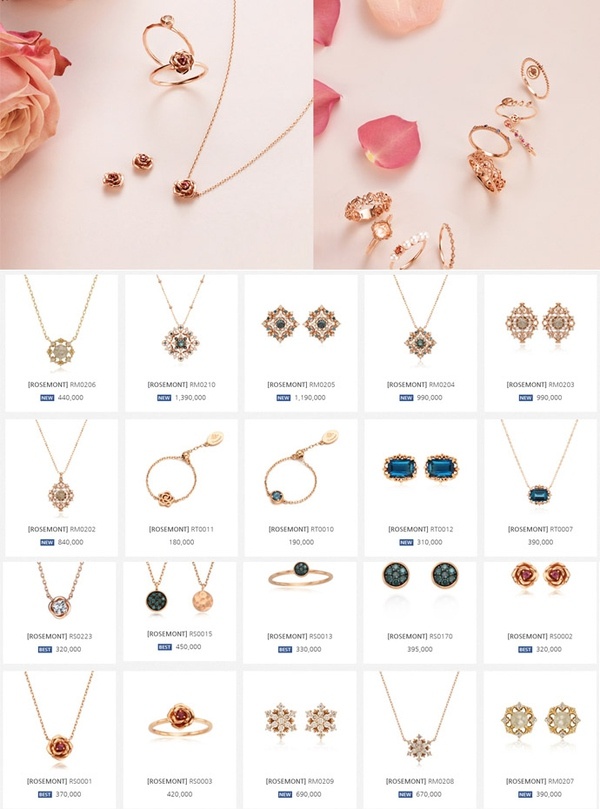 [ROSEMONT] RM0206
NEW 440,000
[ROSEMONT] RM0210
NEW 1,390,000
[ROSEMONT] RM0205
NEW 1,190,000
[ROSEMONT] RM0204
NEW 990,000
[ROSEMONT] RM0203
NEW 990,000
[ROSEMONT] RM0202
NEW 840,000
[ROSEMONT] RT0011
180,000
[ROSEMONT] RT0010
190,000
[ROSEMONT] RT0012
NEW 310,000
[ROSEMONT] RT0007
390,000
[ROSEMONT] RS0223
BEST 320,000
[ROSEMONT] RS0015
BEST 450,000
[ROSEMONT] RS0013
BEST 330,000
[ROSEMONT] RS0170
395,000
[ROSEMONT] RS0002
BEST 320,000
[ROSEMONT] RS0001
BEST 370,000
[ROSEMONT] RS0003
420,000
[ROSEMONT] RM0209
NEW 690,000
[ROSEMONT] RM0208
NEW 670,000
[ROSEMONT] RM0207
NEW 390,000